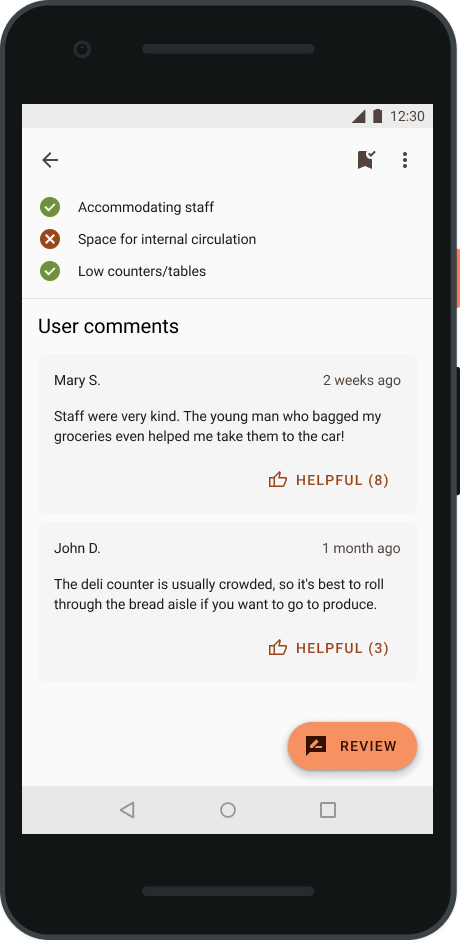 12:30
Accommodating staff
Space for internal circulation
Low counters/tables
User comments
Mary S. 2 weeks ago
Staff were very kind. The young man who bagged my
groceries even helped me take them to the car!
HELPFUL (8)
John D. 1 month ago
The deli counter is usually crowded, so it's best to roll
through the bread aisle if you want to go to produce.
HELPFUL (3)
REVIEW